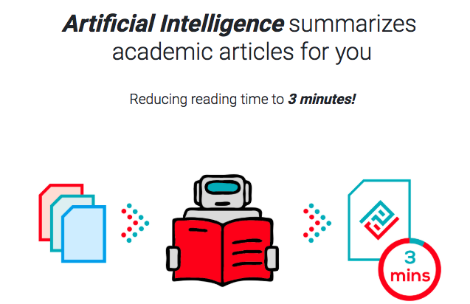 Artificial Intelligence summarizes
academic articles for you
Reducing reading time to 3 minutes!
3
mins